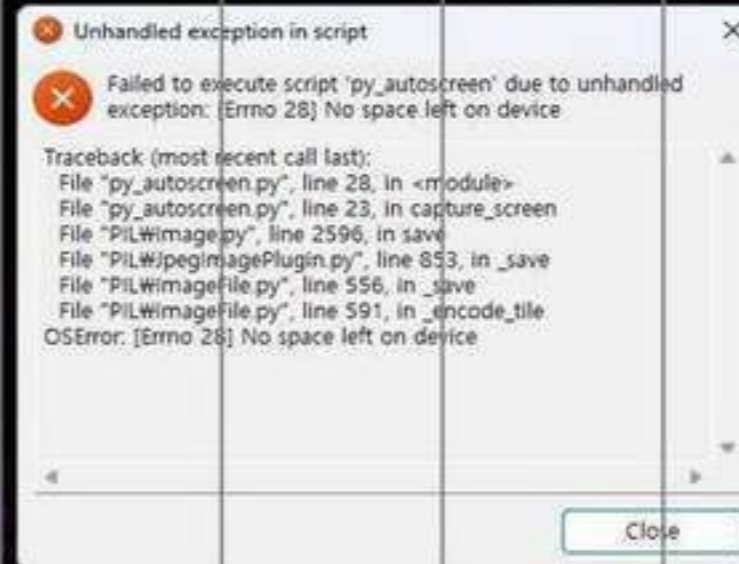 Unhandled exception in script
Failed to execute script 'py_autoscreen' due to unhandled
exception: [Errno 28] No space left on device
Traceback (most recent call last):
File "py_autoscreen.py", line 28, in <module>
File "py_autoscreen.py", line 23, in capture_screen
File "PIL₩Image.py", line 2596, in save
File "PIL₩JpegImagePlugin.py", line 853, in _save
File "PIL₩ImageFile.py", line 556, in _save
File "PIL₩ImageFile.py", line 591, in _encode_tile
OSError: [Errno 28] No space left on device
Close